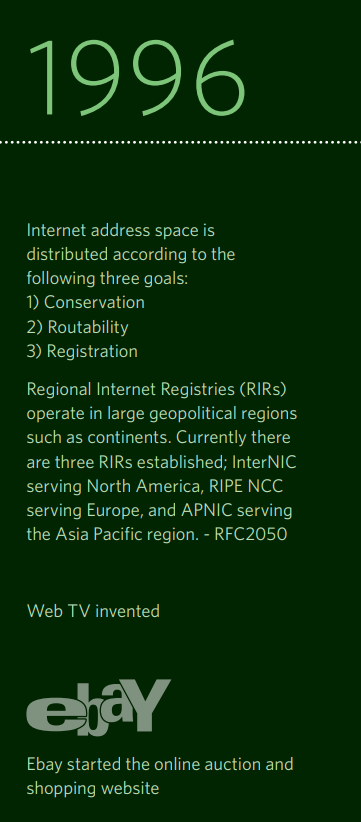 1996
Internet address space is
distributed according to the
following three goals:
1) Conservation
2) Routability
3) Registration
Regional Internet Registries (RIRs)
operate in large geopolitical regions
such as continents. Currently there
are three RIRs established; InterNIC
serving North America, RIPE NCC
serving Europe, and APNIC serving
the Asia Pacific region. - RFC2050
Web TV invented
ebaY
Ebay started the online auction and
shopping website